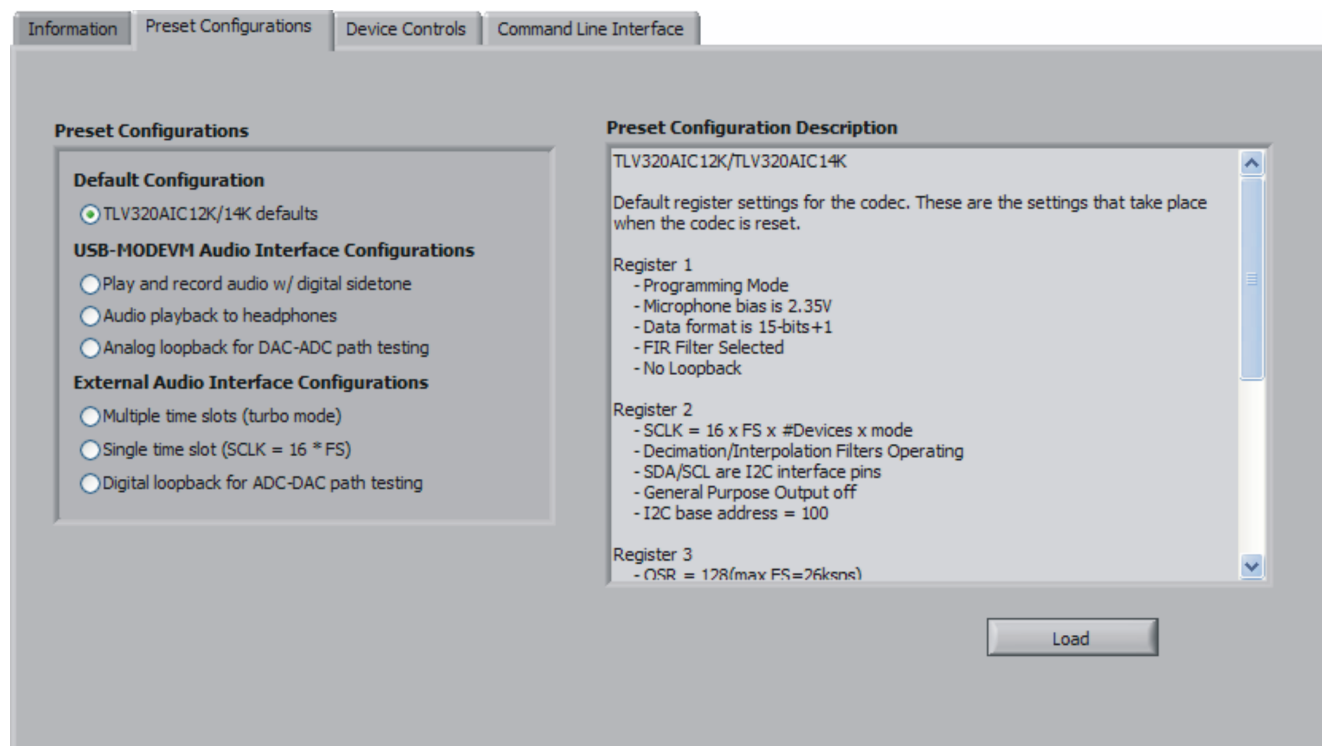 Information
Preset Configurations
Device Controls
Command Line Interface
Preset Configurations
Default Configuration
TLV320AIC12K/14K defaults
USB-MODEVM Audio Interface Configurations
Play and record audio w/ digital sidetone
Audio playback to headphones
Analog loopback for DAC-ADC path testing
External Audio Interface Configurations
Multiple time slots (turbo mode)
Single time slot (SCLK = 16 * FS)
Digital loopback for ADC-DAC path testing
Preset Configuration Description
TLV320AIC12K/TLV320AIC14K
Default register settings for the codec. These are the settings that take place
when the codec is reset.
Register 1
- Programming Mode
- Microphone bias is 2.35V
- Data format is 15-bits+1
- FIR Filter Selected
- No Loopback
Register 2
- SCLK = 16 x FS x #Devices x mode
- Decimation/Interpolation Filters Operating
- SDA/SCL are I2C interface pins
- General Purpose Output off
- I2C base address = 100
Register 3
- OSR = 128(max FS=26ksps)
Load